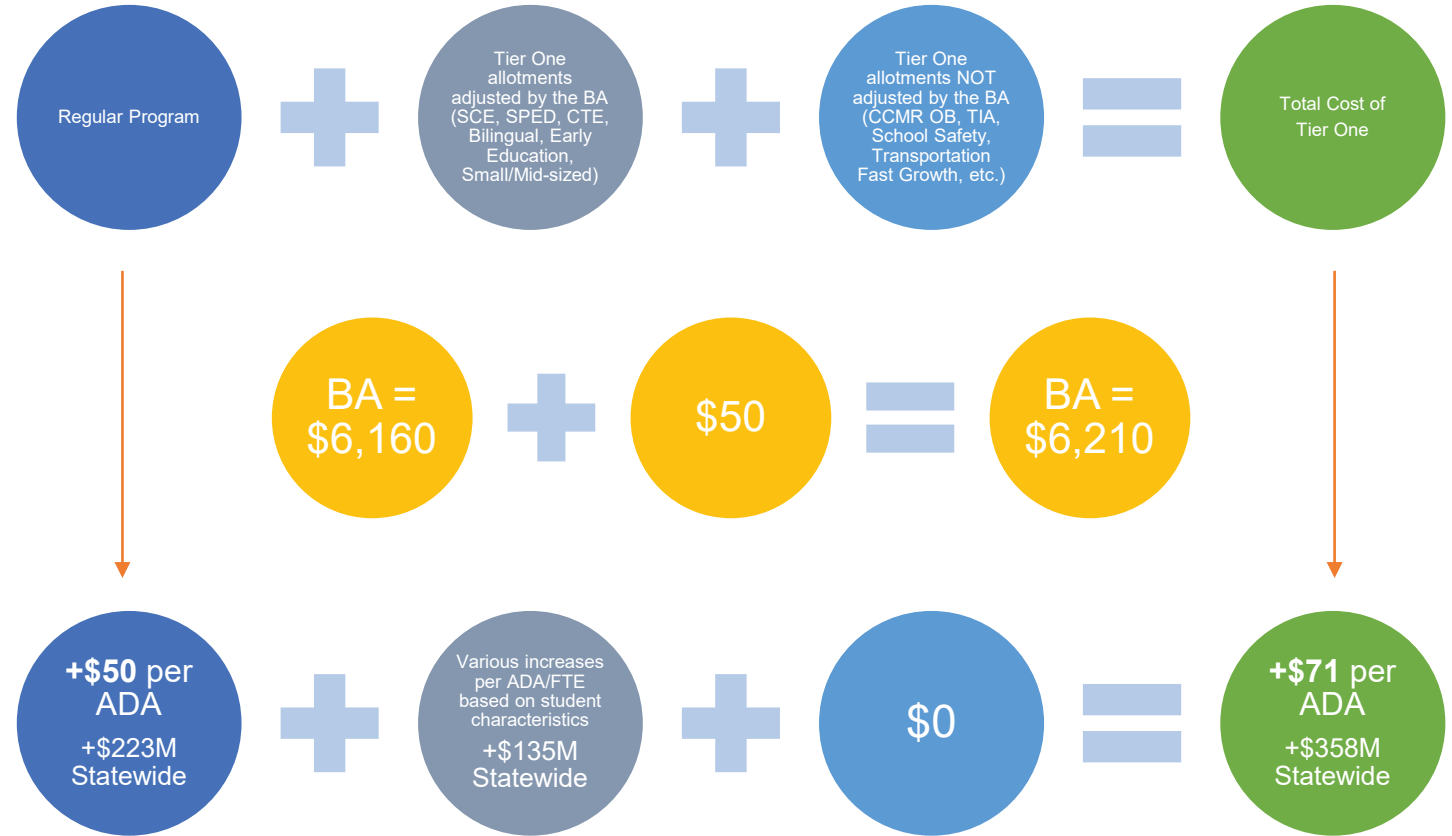 Regular Program
Tier One
allotments
adjusted by the BA
(SCE, SPED, CTE,
Bilingual, Early
Education,
Small/Mid-sized)
Tier One
allotments NOT
adjusted by the BA
(CCMR OB, TIA,
School Safety,
Transportation
Fast Growth, etc.)
Total Cost of
Tier One
BA =
$6,160
$50
BA =
$6,210
+$50 per
ADA
+$223M
Statewide
Various increases
per ADA/FTE
based on student
characteristics
+$135M
Statewide
$0
+$71 per
ADA
+$358M
Statewide